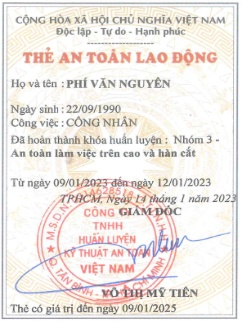 CỘNG HÒA XÃ HỘI CHỦ NGHĨA VIỆT NAM
Độc lập - Tự do - Hạnh phúc
THẺ AN TOÀN LAO ĐỘNG
Họ và tên : PHÍ VĂN NGUYÊN
Ngày sinh : 22/09/1990
Công việc : CÔNG NHÂN
Đã hoàn thành khóa huấn luyện : Nhóm 3 -
An toàn làm việc trên cao và hàn cắt
Từ ngày 09/01/2023 đến ngày 12/01/2023
TPHCM, Ngày 14 tháng 1 năm 2023
GIÁM ĐỐC
CÔNG TY
TNHH
HUẤN LUYỆN
KỸ THUẬT AN TOÀN
VIỆT NAM
VÕ THỊ MỸ TIÊN
Thẻ có giá trị đến ngày 09/01/2025